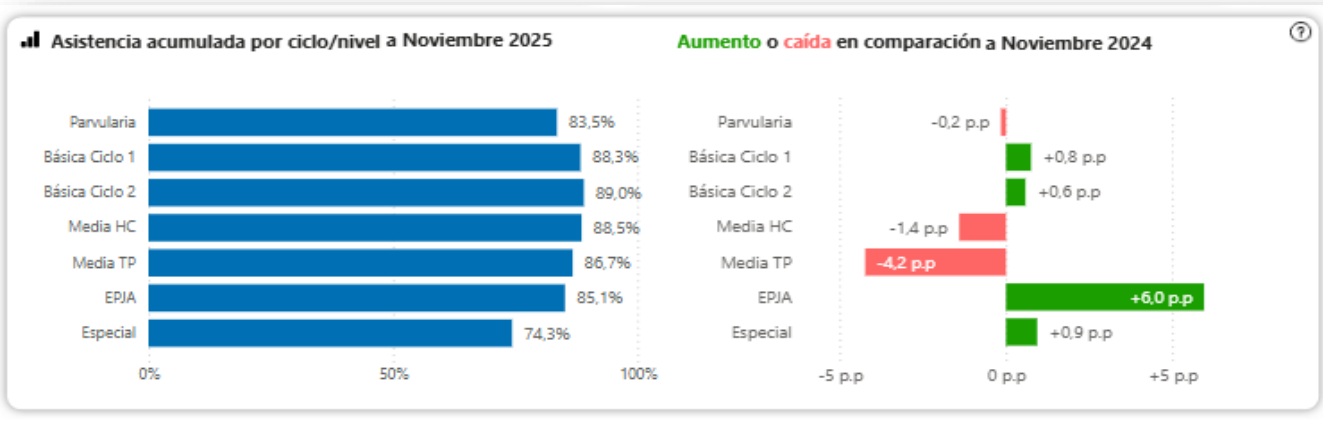 Asistencia acumulada por ciclo/nivel a Noviembre 2025
Parvularia 83,5%
Básica Ciclo 1 88,3%
Básica Ciclo 2 89,0%
Media HC 88,5%
Media TP 86,7%
EPJA 85,1%
Especial 74,3%
0% 50% 100%
Aumento o caída en comparación a Noviembre 2024
?
Parvularia -0,2 p.p
Básica Ciclo 1 +0,8 p.p
Básica Ciclo 2 +0,6 p.p
Media HC -1,4 p.p
Media TP -4,2 p.p
EPJA +6,0 p.p
Especial +0,9 p.p
-5 p.p 0 p.p +5 p.p